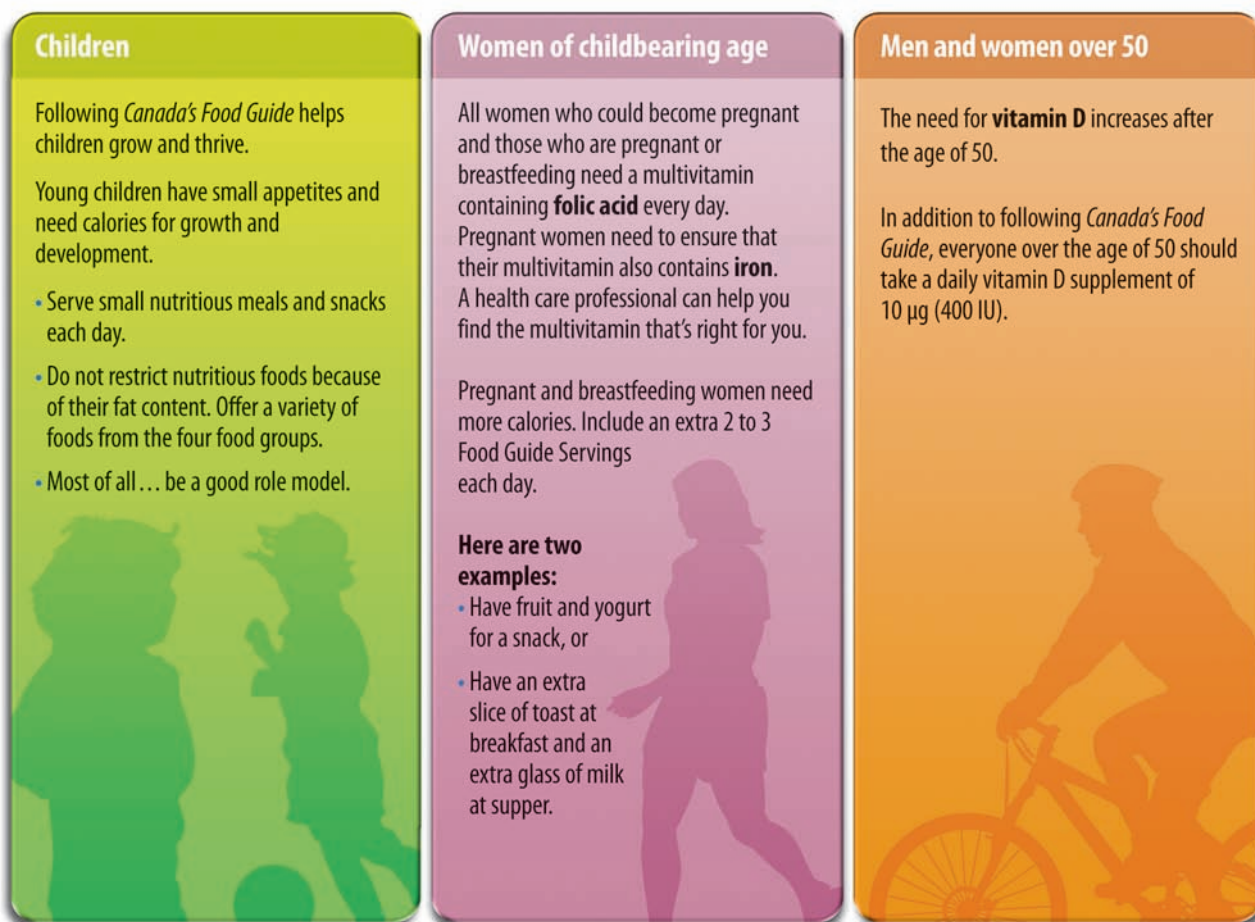 Children
Following Canada's Food Guide helps
children grow and thrive.
Young children have small appetites and
need calories for growth and
development.
• Serve small nutritious meals and snacks
each day.
• Do not restrict nutritious foods because
of their fat content. Offer a variety of
foods from the four food groups.
• Most of all... be a good role model.
Women of childbearing age
All women who could become pregnant
and those who are pregnant or
breastfeeding need a multivitamin
containing folic acid every day.
Pregnant women need to ensure that
their multivitamin also contains iron.
A health care professional can help you
find the multivitamin that's right for you.
Pregnant and breastfeeding women need
more calories. Include an extra 2 to 3
Food Guide Servings
each day.
Here are two
examples:
• Have fruit and yogurt
for a snack, or
• Have an extra
slice of toast at
breakfast and an
extra glass of milk
at supper.
Men and women over 50
The need for vitamin D increases after
the age of 50.
In addition to following Canada's Food
Guide, everyone over the age of 50 should
take a daily vitamin D supplement of
10 μg (400 IU).